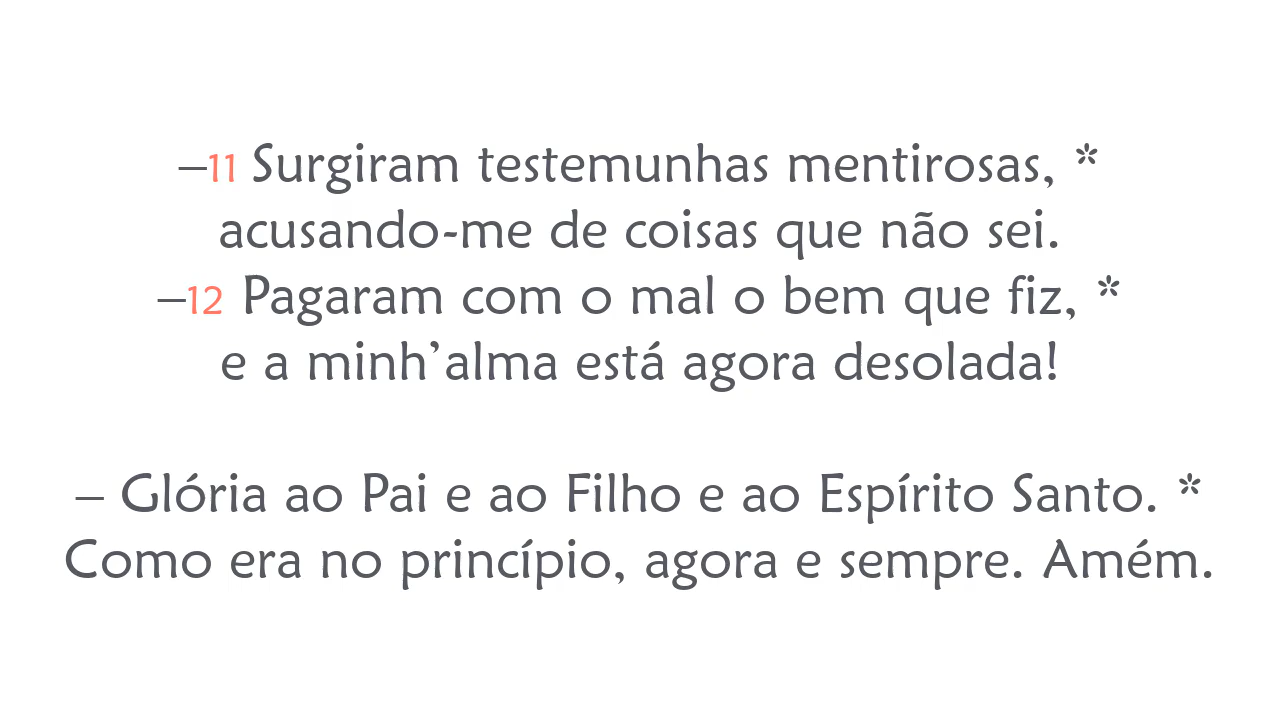 –11 Surgiram testemunhas mentirosas, *
acusando-me de coisas que não sei.
–12 Pagaram com o mal o bem que fiz, *
e a minh’alma está agora desolada!
– Glória ao Pai e ao Filho e ao Espírito Santo. *
Como era no princípio, agora e sempre. Amém.